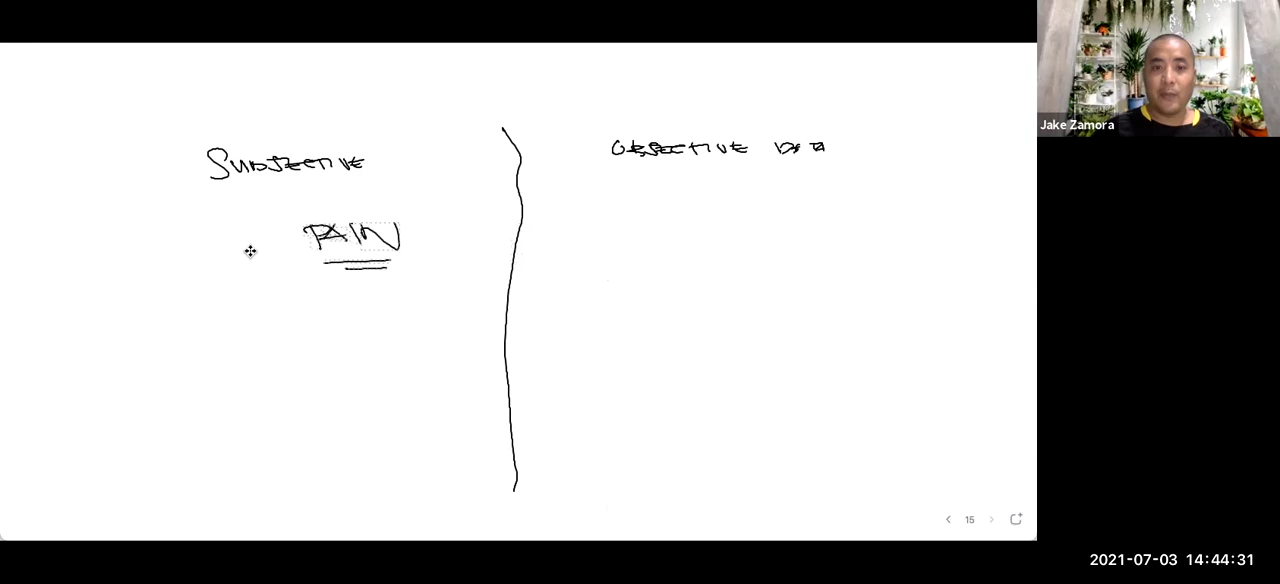 SUBJECTIVE
OBJECTIVE DATA
PAIN
Jake Zamora
15
2021-07-03 14:44:31